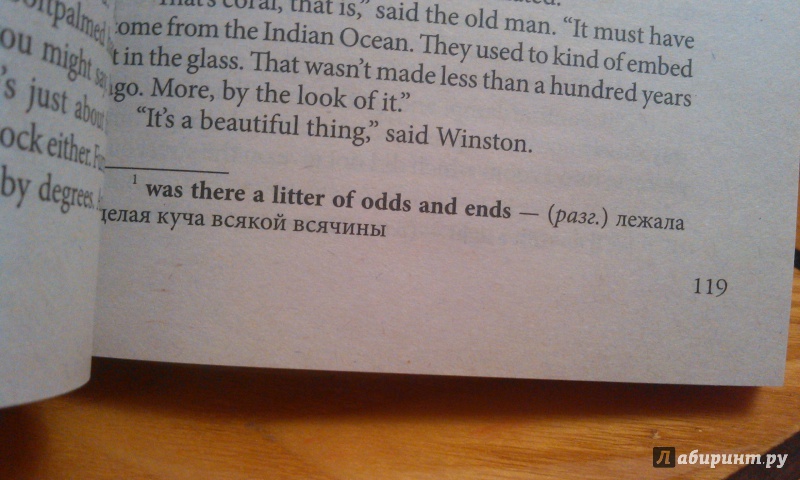 oftpalmed
ou might say
's just about
ock either.
by degrees.
"That's coral, that is," said the old man. "It must have
come from the Indian Ocean. They used to kind of embed
it in the glass. That wasn't made less than a hundred years
ago. More, by the look of it."
"It's a beautiful thing," said Winston.
1 was there a litter of odds and ends — (разг.) лежала
целая куча всякой всячины
119
Лабиринт.ру